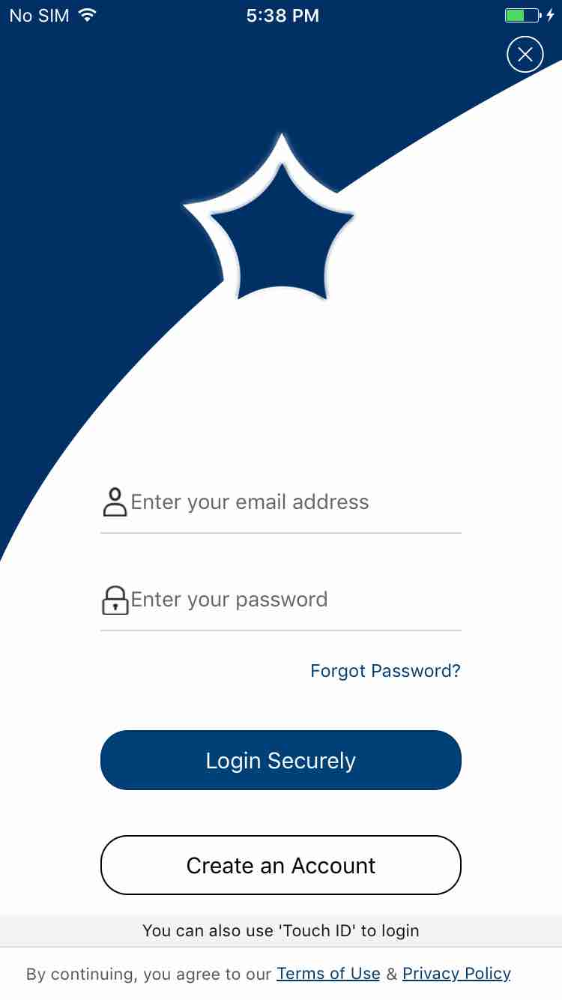 No SIM 5:38 PM
Enter your email address
Enter your password
Forgot Password?
Login Securely
Create an Account
You can also use 'Touch ID' to login
By continuing, you agree to our Terms of Use & Privacy Policy